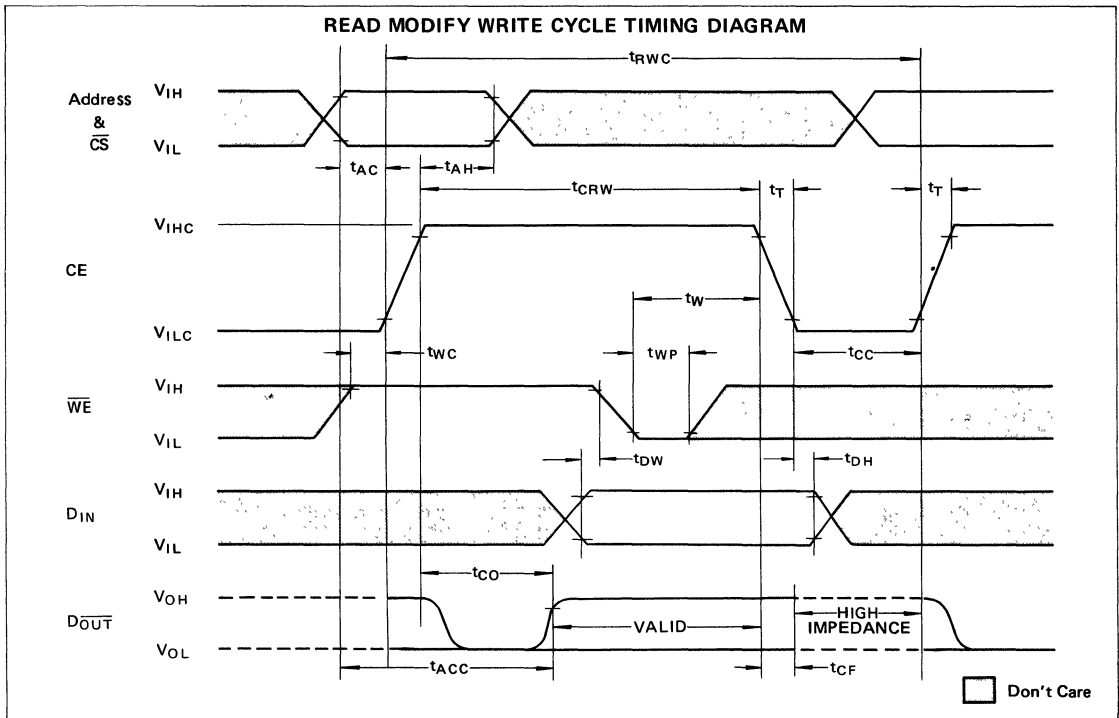 READ MODIFY WRITE CYCLE TIMING DIAGRAM
tRWC
Address & CS̅
VIH
VIL
tAC
tAH
tCRW
tT
tT
CE
VIHC
VILC
tW
tWC
tWP
tCC
W̅E̅
VIH
VIL
tDW
tDH
DIN
VIH
VIL
tCO
DO̅U̅T̅
VOH
VOL
VALID
HIGH IMPEDANCE
tACC
tCF
Don't Care